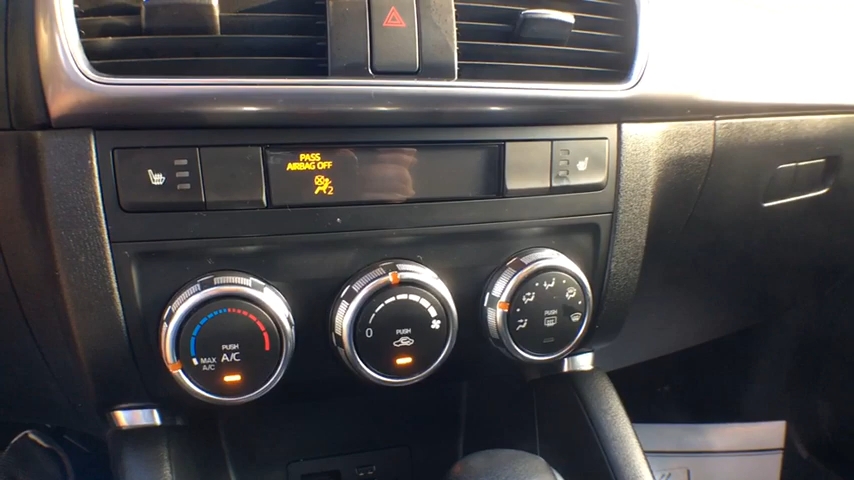 PASS
AIRBAG OFF
2
PUSH
A/C
MAX
A/C
0
PUSH
PUSH